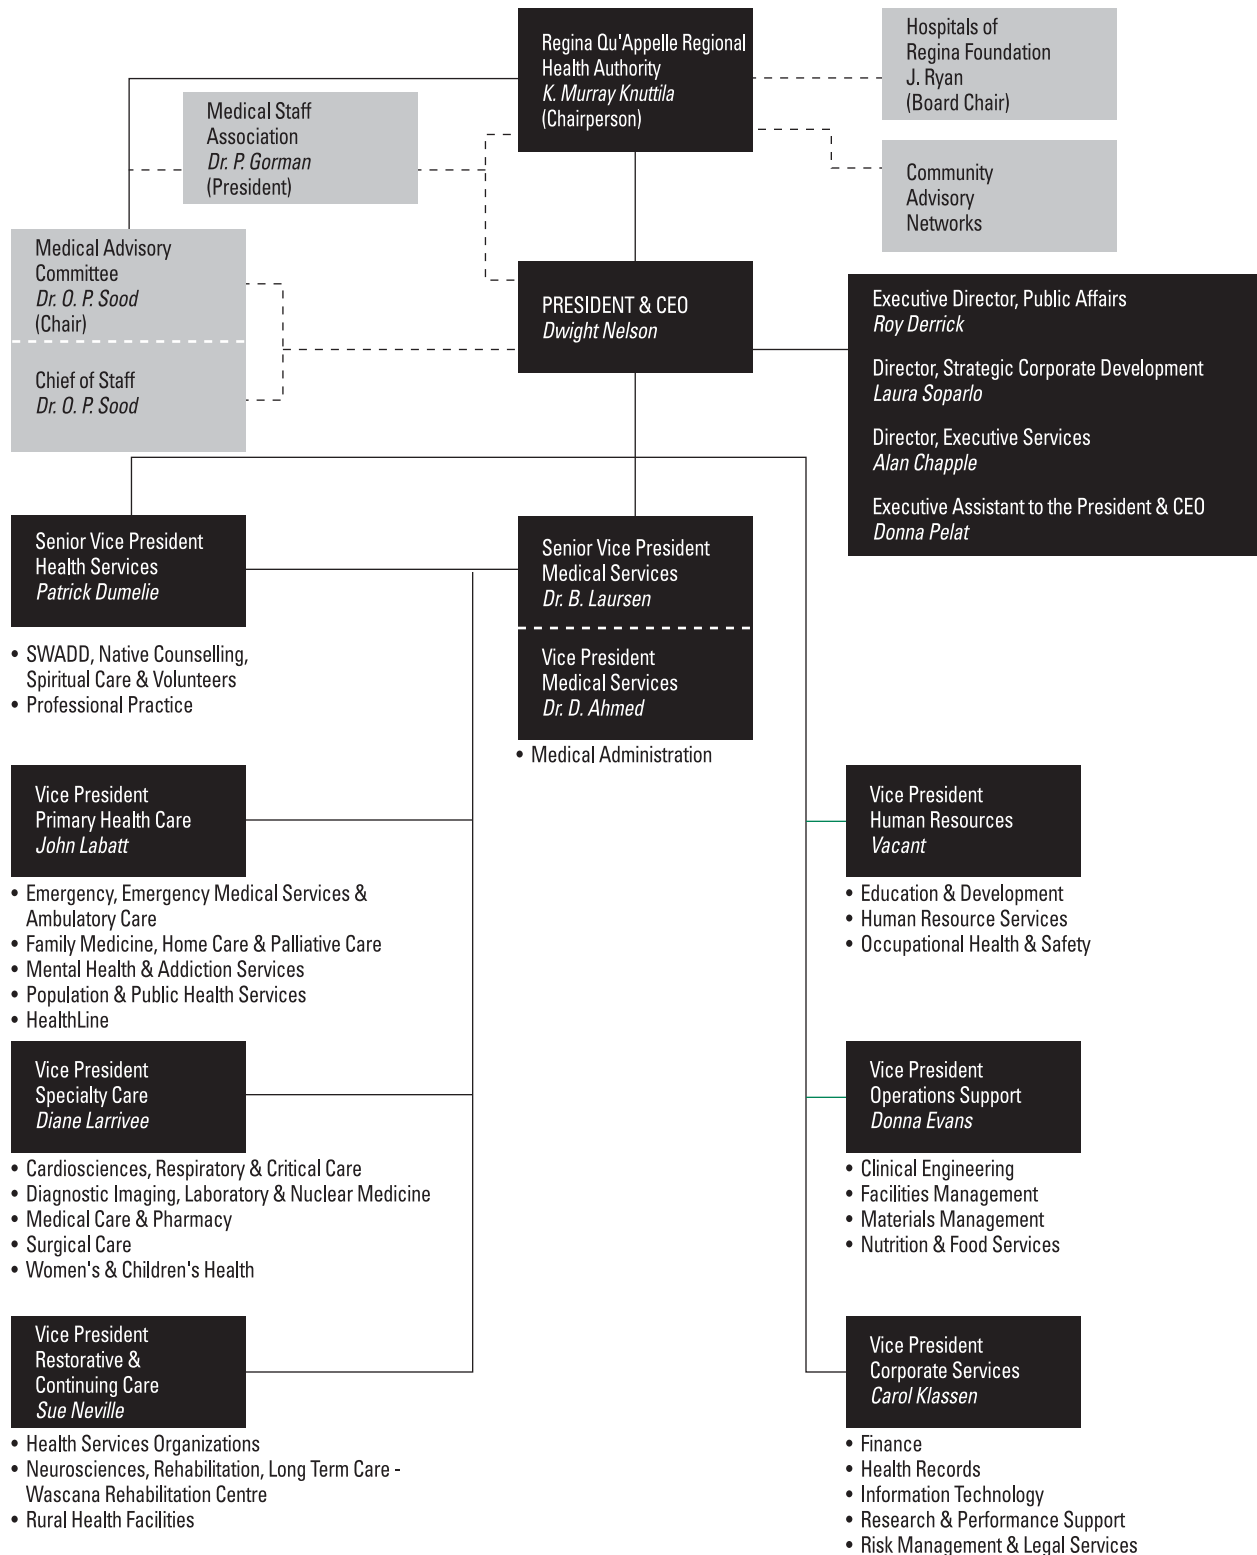 Regina Qu'Appelle Regional
Health Authority
K. Murray Knuttila
(Chairperson)
Hospitals of
Regina Foundation
J. Ryan
(Board Chair)
Medical Staff
Association
Dr. P. Gorman
(President)
Community
Advisory
Networks
Medical Advisory
Committee
Dr. O. P. Sood
(Chair)
Chief of Staff
Dr. O. P. Sood
PRESIDENT & CEO
Dwight Nelson
Executive Director, Public Affairs
Roy Derrick
Director, Strategic Corporate Development
Laura Soparlo
Director, Executive Services
Alan Chapple
Executive Assistant to the President & CEO
Donna Pelat
Senior Vice President
Health Services
Patrick Dumelie
• SWADD, Native Counselling,
Spiritual Care & Volunteers
• Professional Practice
Senior Vice President
Medical Services
Dr. B. Laursen
Vice President
Medical Services
Dr. D. Ahmed
• Medical Administration
Vice President
Primary Health Care
John Labatt
• Emergency, Emergency Medical Services &
Ambulatory Care
• Family Medicine, Home Care & Palliative Care
• Mental Health & Addiction Services
• Population & Public Health Services
• HealthLine
Vice President
Human Resources
Vacant
• Education & Development
• Human Resource Services
• Occupational Health & Safety
Vice President
Specialty Care
Diane Larrivee
• Cardiosciences, Respiratory & Critical Care
• Diagnostic Imaging, Laboratory & Nuclear Medicine
• Medical Care & Pharmacy
• Surgical Care
• Women's & Children's Health
Vice President
Operations Support
Donna Evans
• Clinical Engineering
• Facilities Management
• Materials Management
• Nutrition & Food Services
Vice President
Restorative &
Continuing Care
Sue Neville
• Health Services Organizations
• Neurosciences, Rehabilitation, Long Term Care -
Wascana Rehabilitation Centre
• Rural Health Facilities
Vice President
Corporate Services
Carol Klassen
• Finance
• Health Records
• Information Technology
• Research & Performance Support
• Risk Management & Legal Services